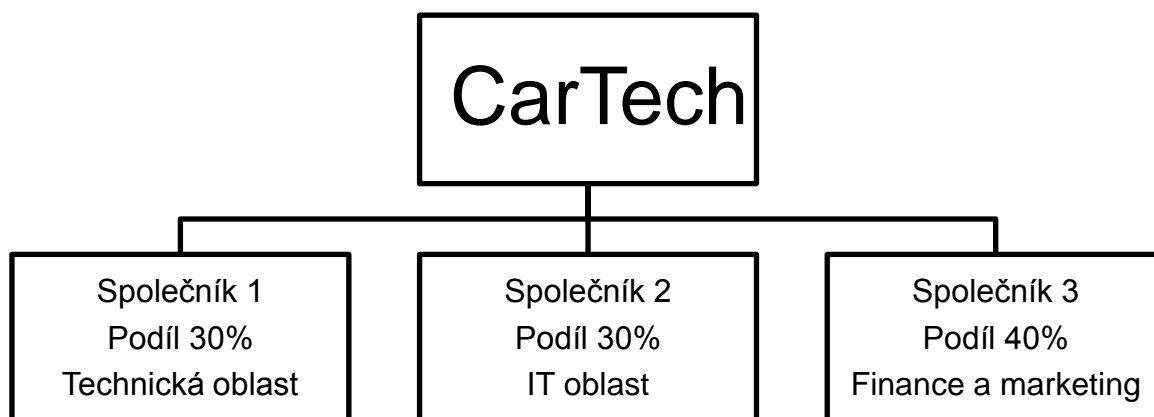 CarTech
Společník 1
Podíl 30%
Technická oblast
Společník 2
Podíl 30%
IT oblast
Společník 3
Podíl 40%
Finance a marketing